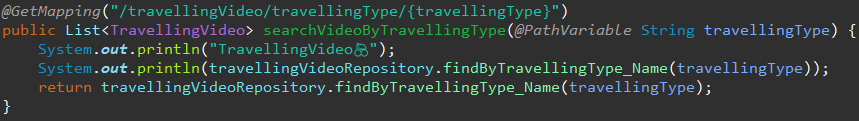 @GetMapping("/travellingVideo/travellingType/{travellingType}")
public List<TravellingVideo> searchVideoByTravellingType(@PathVariable String travellingType) {
    System.out.println("TravellingVideo஫");
    System.out.println(travellingVideoRepository.findByTravellingType_Name(travellingType));
    return travellingVideoRepository.findByTravellingType_Name(travellingType);
}